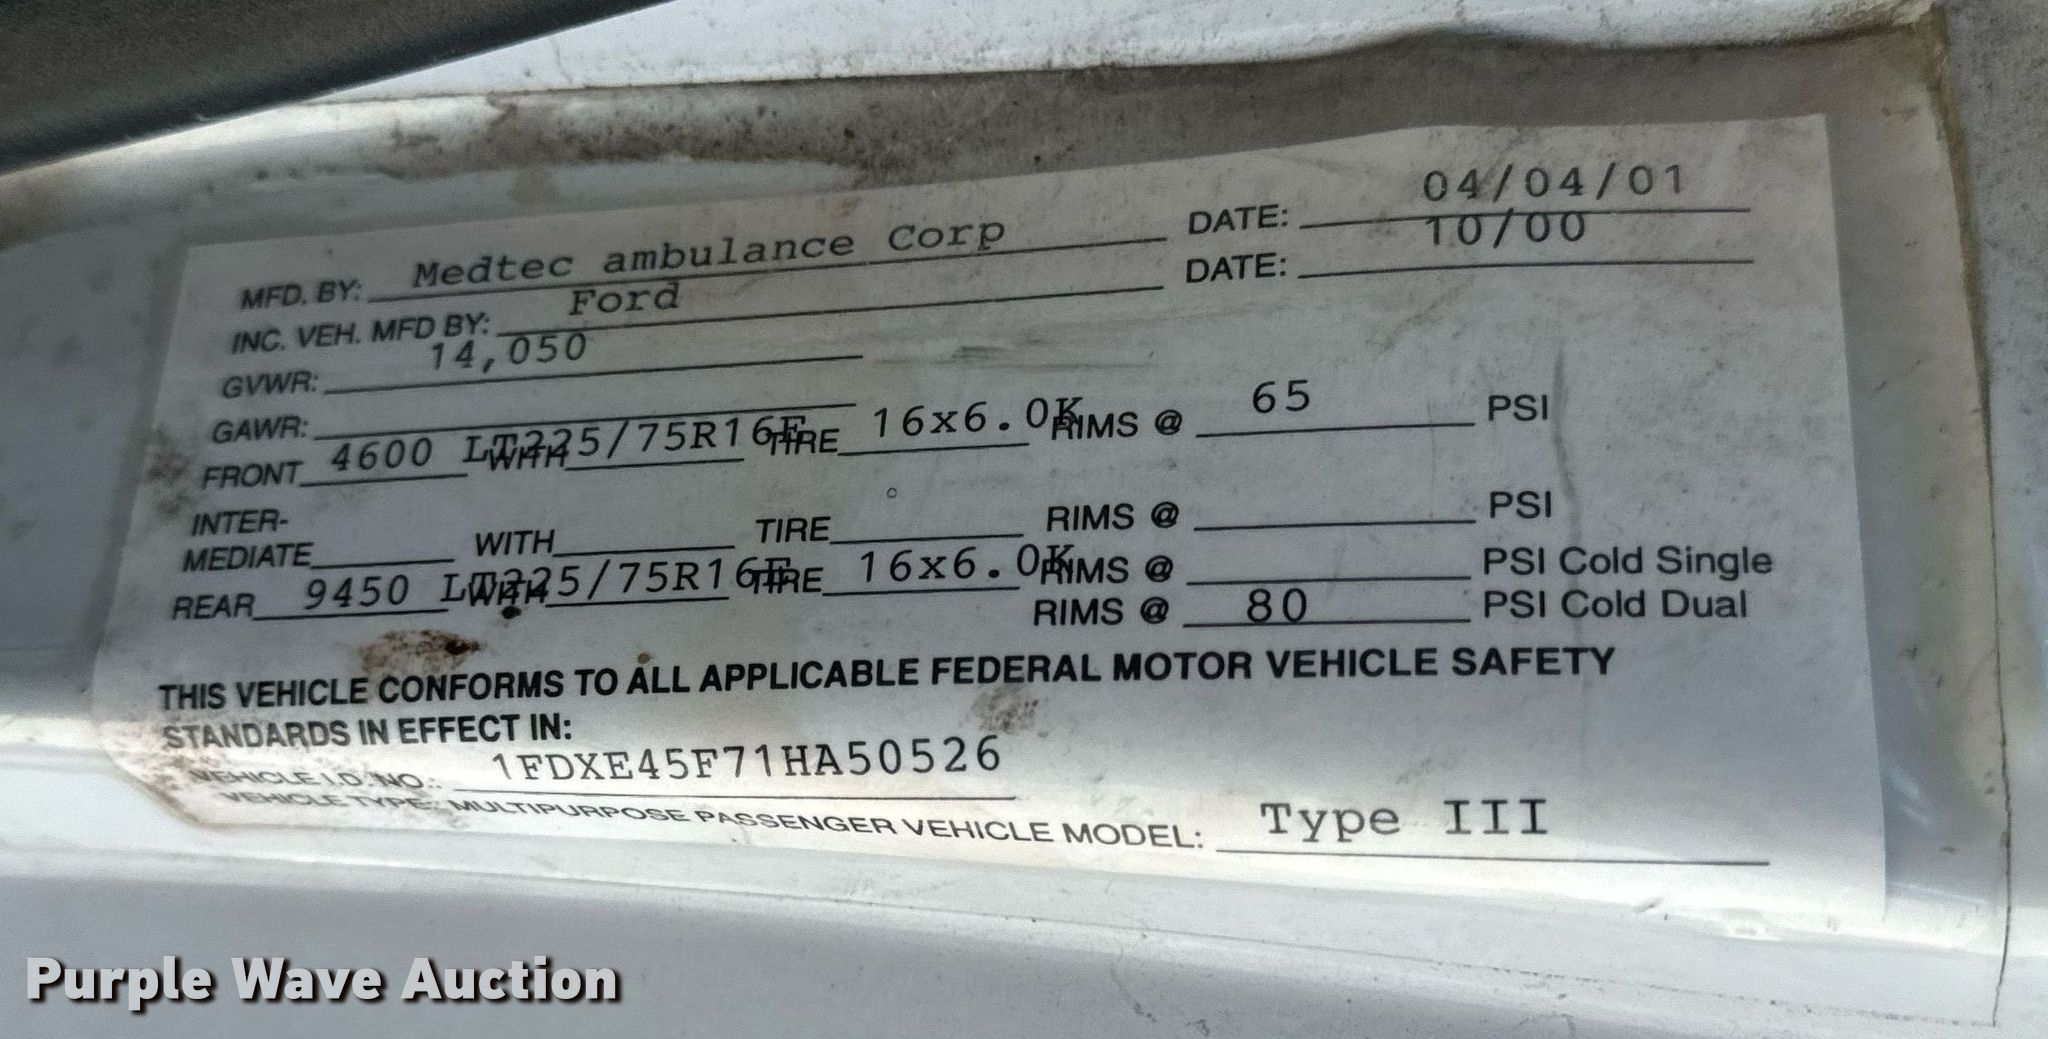 MFD. BY: Medtec ambulance Corp DATE: 04/04/01
INC. VEH. MFD BY: Ford DATE: 10/00
GVWR: 14,050
GAWR:
FRONT 4600 WITH LT225/75R16E TIRE 16x6.0K RIMS @ 65 PSI
INTER-
MEDIATE WITH TIRE RIMS @ PSI
REAR 9450 WITH LT225/75R16E TIRE 16x6.0K RIMS @ PSI Cold Single
RIMS @ 80 PSI Cold Dual
THIS VEHICLE CONFORMS TO ALL APPLICABLE FEDERAL MOTOR VEHICLE SAFETY
STANDARDS IN EFFECT IN:
VEHICLE I.D. NO.: 1FDXE45F71HA50526
VEHICLE TYPE: MULTIPURPOSE PASSENGER VEHICLE MODEL: Type III
Purple Wave Auction